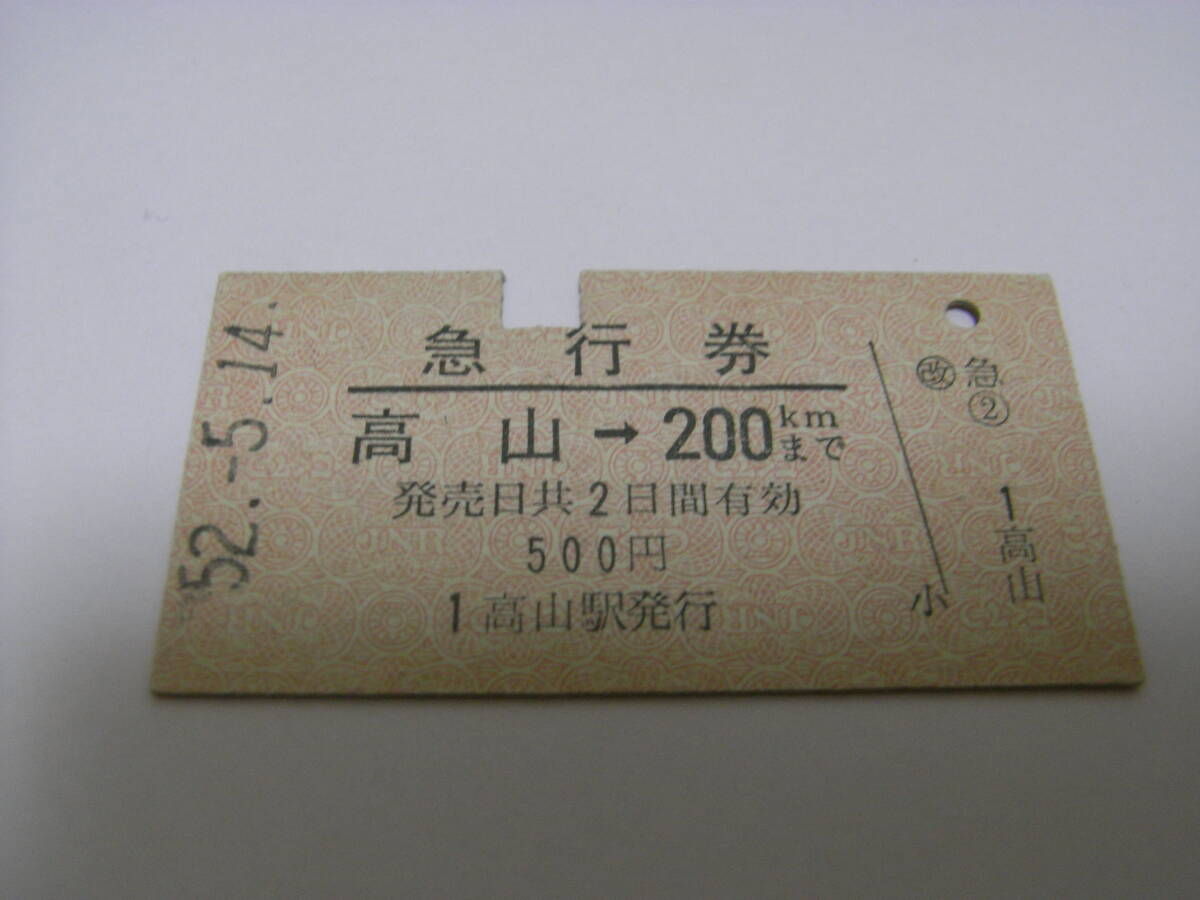 52.-5.14.
急行券
高山→200kmまで
発売日共2日間有効
500円
1高山駅発行
小
急②
㊢
1高山